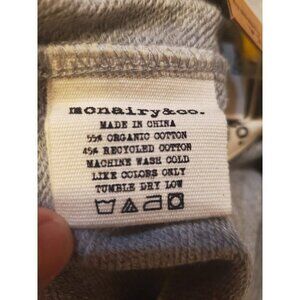 monairy&co.
MADE IN CHINA
55% ORGANIC COTTON
45% RECYCLED COTTON
MACHINE WASH COLD
LIKE COLORS ONLY
TUMBLE DRY LOW